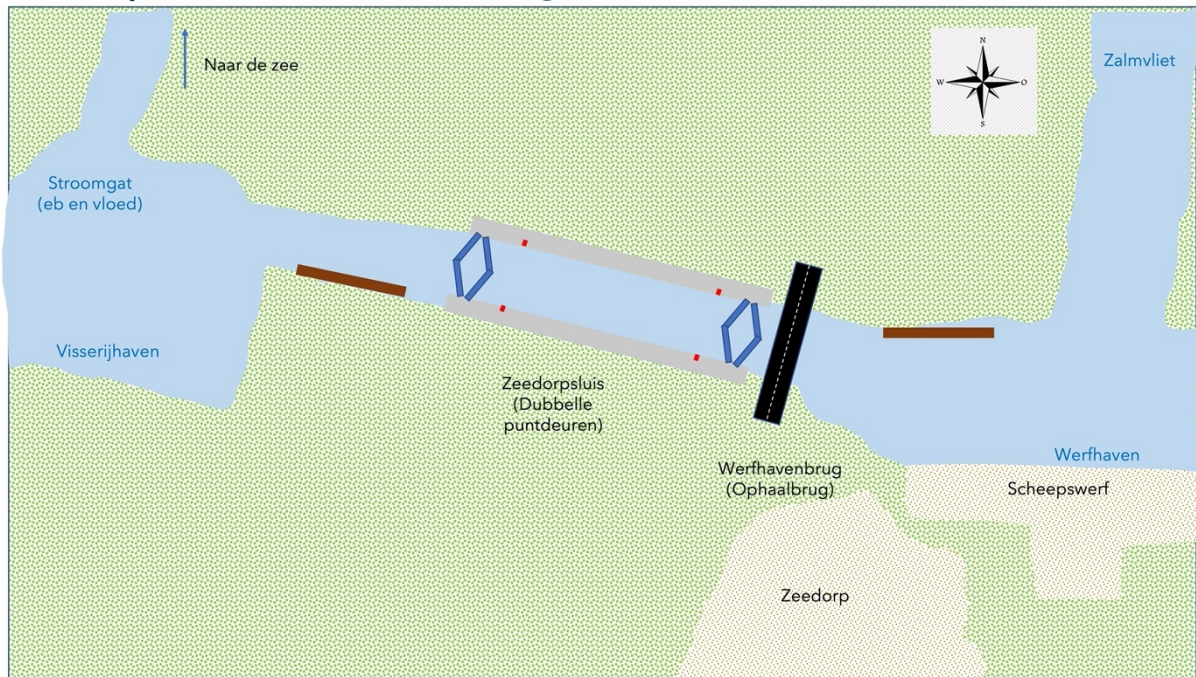 Naar de zee
N
W
O
S
Zalmvliet
Stroomgat
(eb en vloed)
Visserijhaven
Zeedorpsluis
(Dubbelle
puntdeuren)
Werfhavenbrug
(Ophaalbrug)
Werfhaven
Scheepswerf
Zeedorp